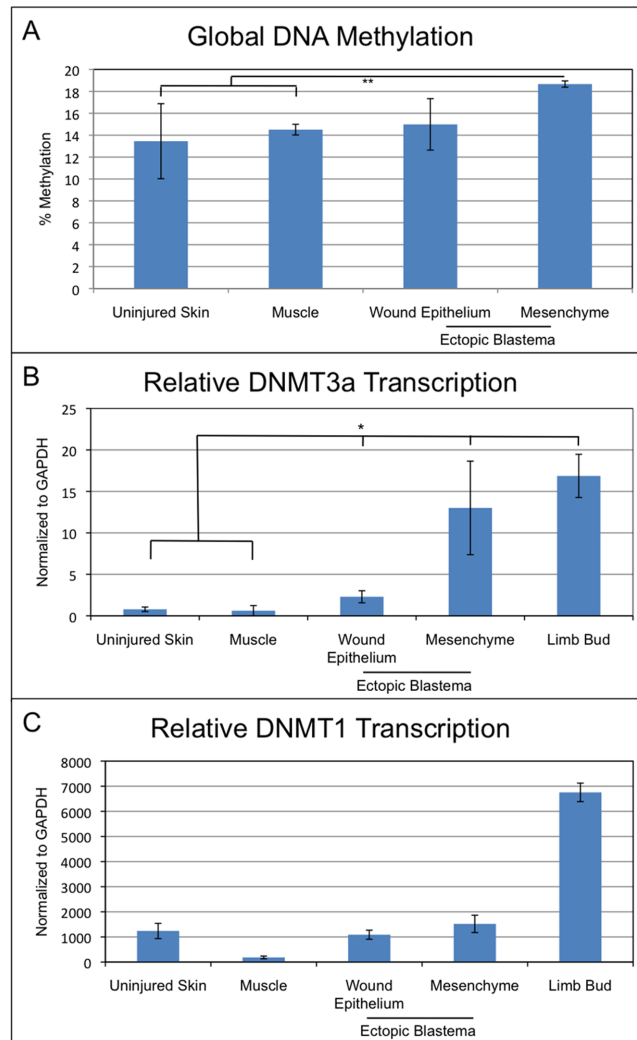 A
Global DNA Methylation
% Methylation
20
18
16
14
12
10
8
6
4
2
0
**
Uninjured Skin Muscle Wound Epithelium Mesenchyme
Ectopic Blastema
B
Relative DNMT3a Transcription
Normalized to GAPDH
25
20
15
10
5
0
*
Uninjured Skin Muscle Wound Epithelium Mesenchyme Limb Bud
Ectopic Blastema
C
Relative DNMT1 Transcription
Normalized to GAPDH
8000
7000
6000
5000
4000
3000
2000
1000
0
Uninjured Skin Muscle Wound Epithelium Mesenchyme Limb Bud
Ectopic Blastema